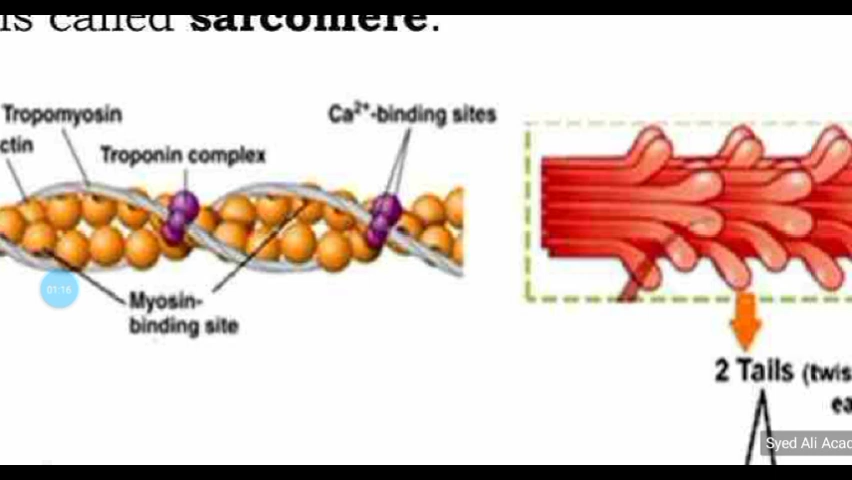 is called sarcomere.
Tropomyosin
ctin
Troponin complex
Ca²⁺-binding sites
Myosin-
binding site
01:16
2 Tails (twis
ea
Syed Ali Acad